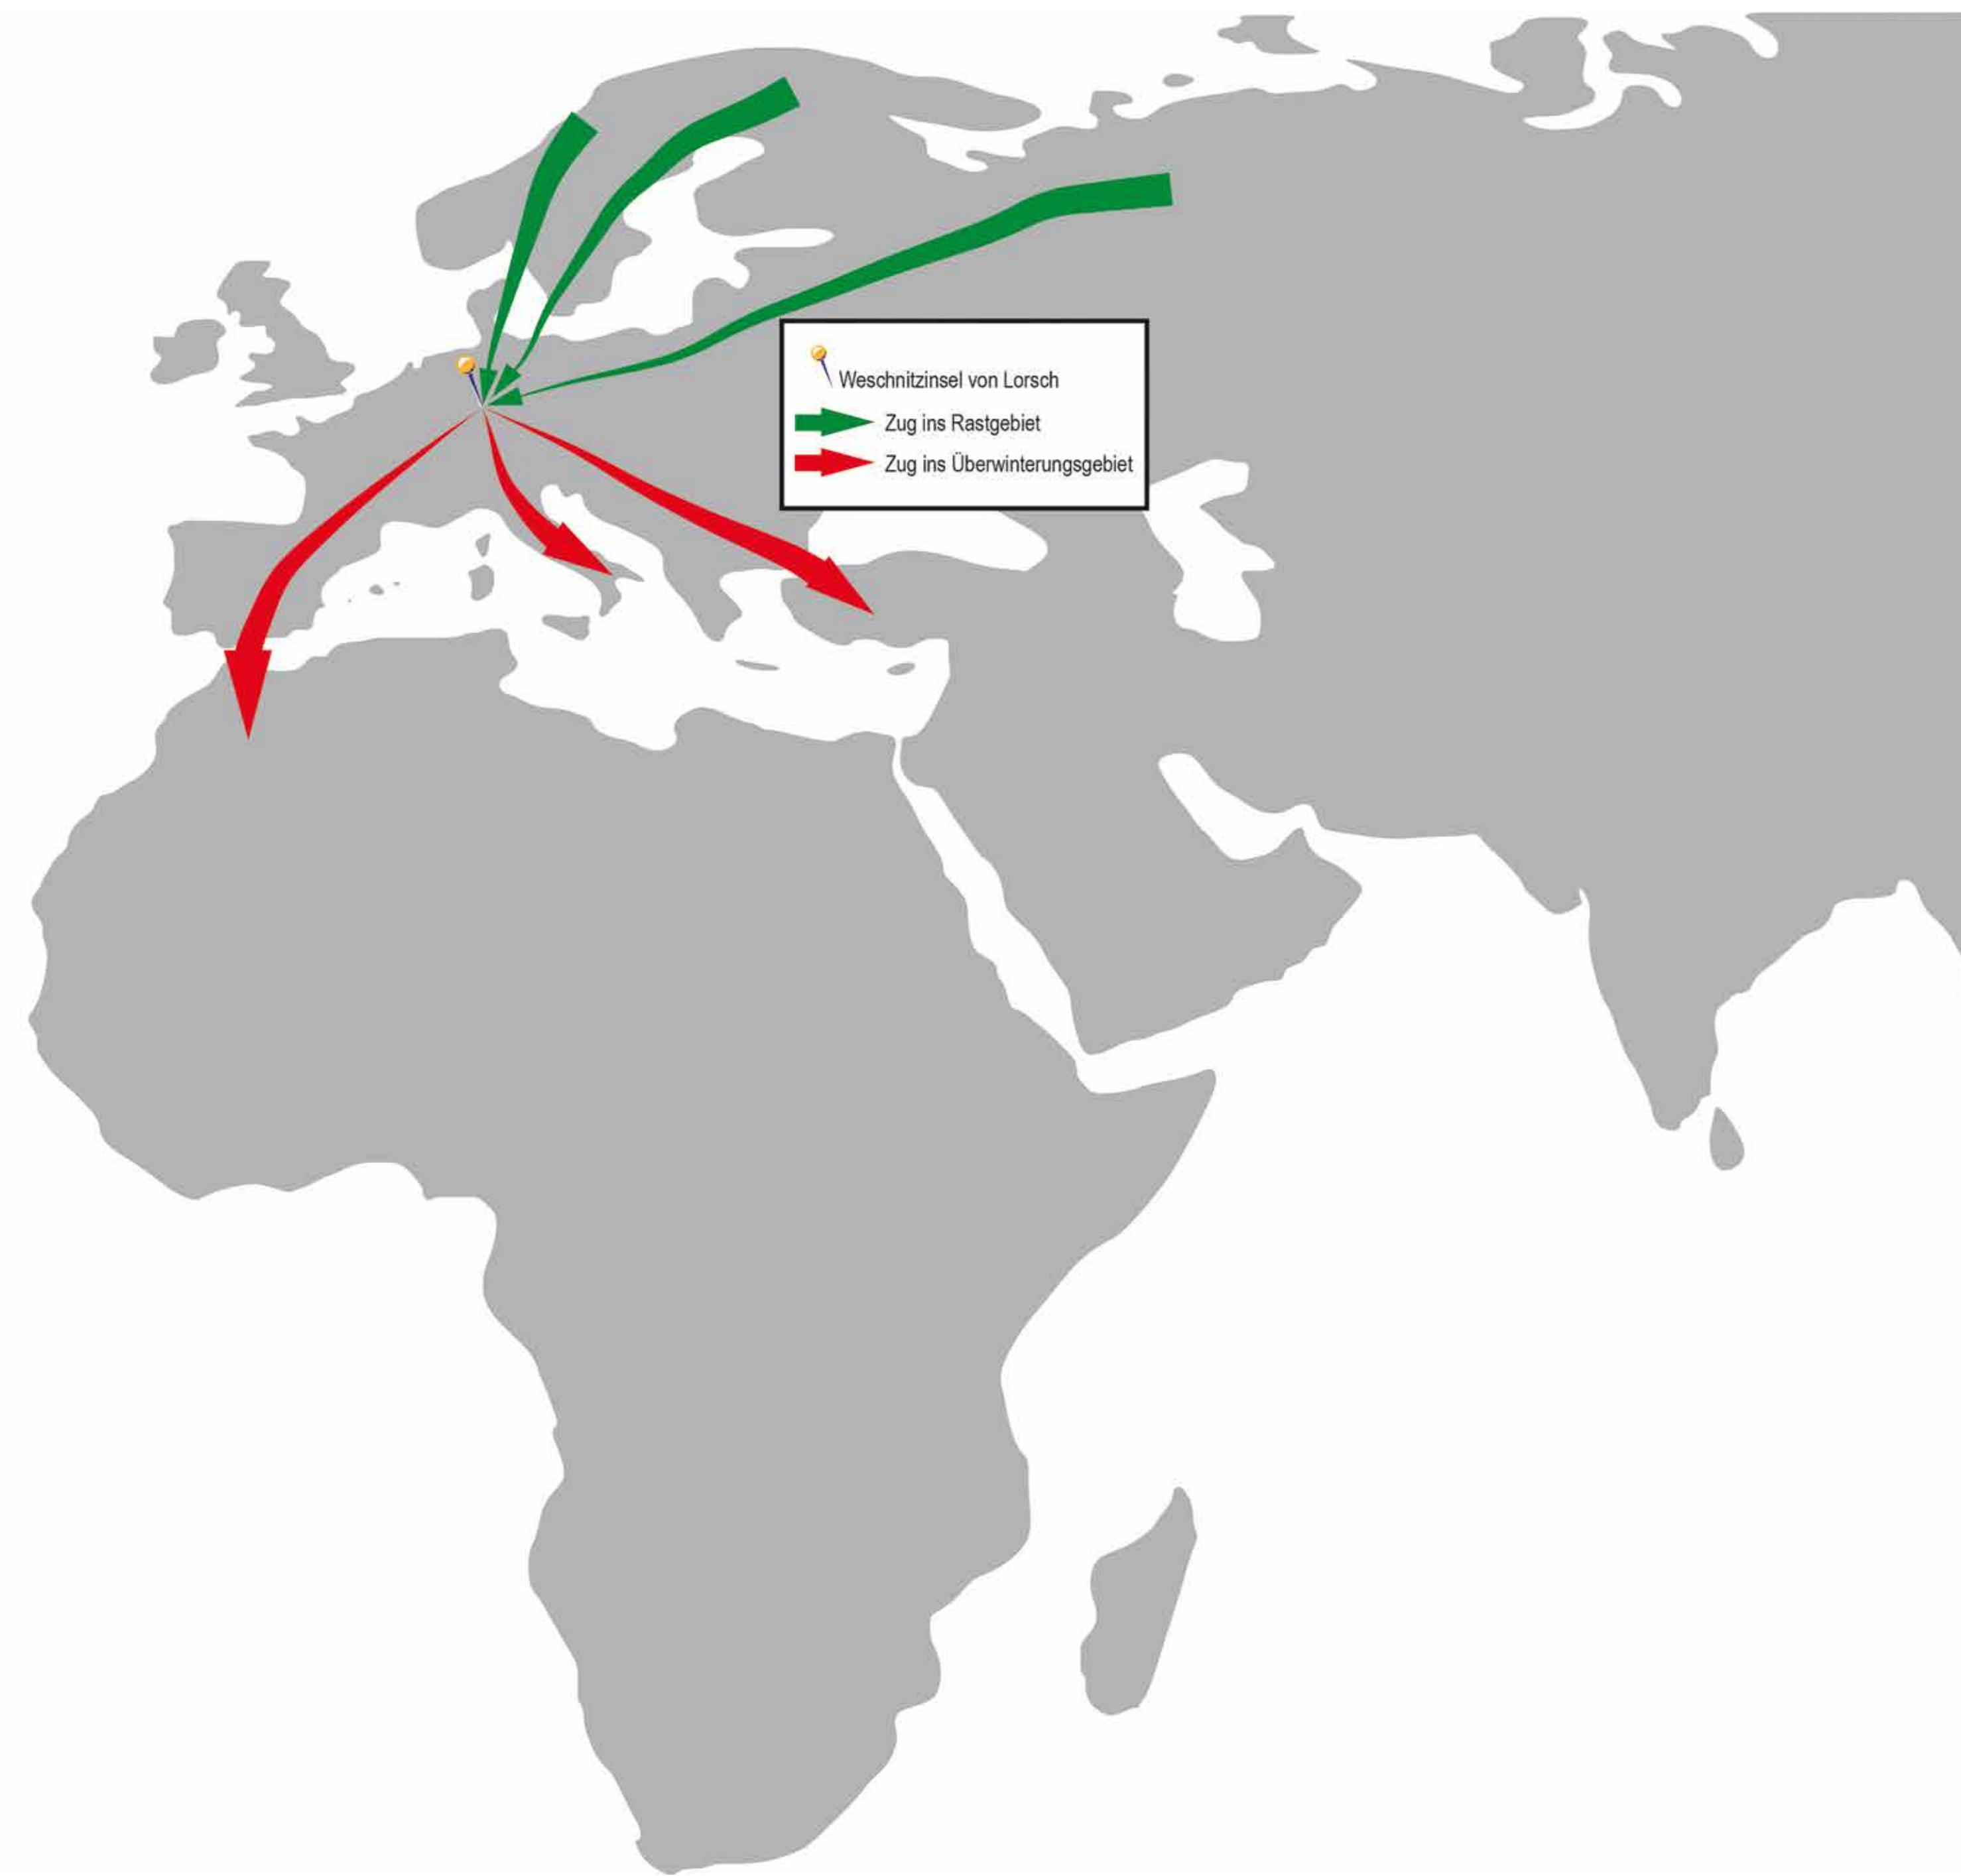 Weschnitzinsel von Lorsch
Zug ins Rastgebiet
Zug ins Überwinterungsgebiet